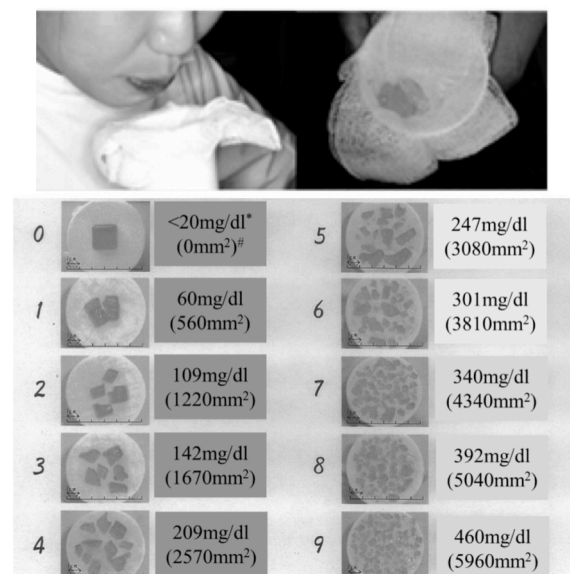 0
<20mg/dl*
(0mm²)#
1
60mg/dl
(560mm²)
2
109mg/dl
(1220mm²)
3
142mg/dl
(1670mm²)
4
209mg/dl
(2570mm²)
5
247mg/dl
(3080mm²)
6
301mg/dl
(3810mm²)
7
340mg/dl
(4340mm²)
8
392mg/dl
(5040mm²)
9
460mg/dl
(5960mm²)